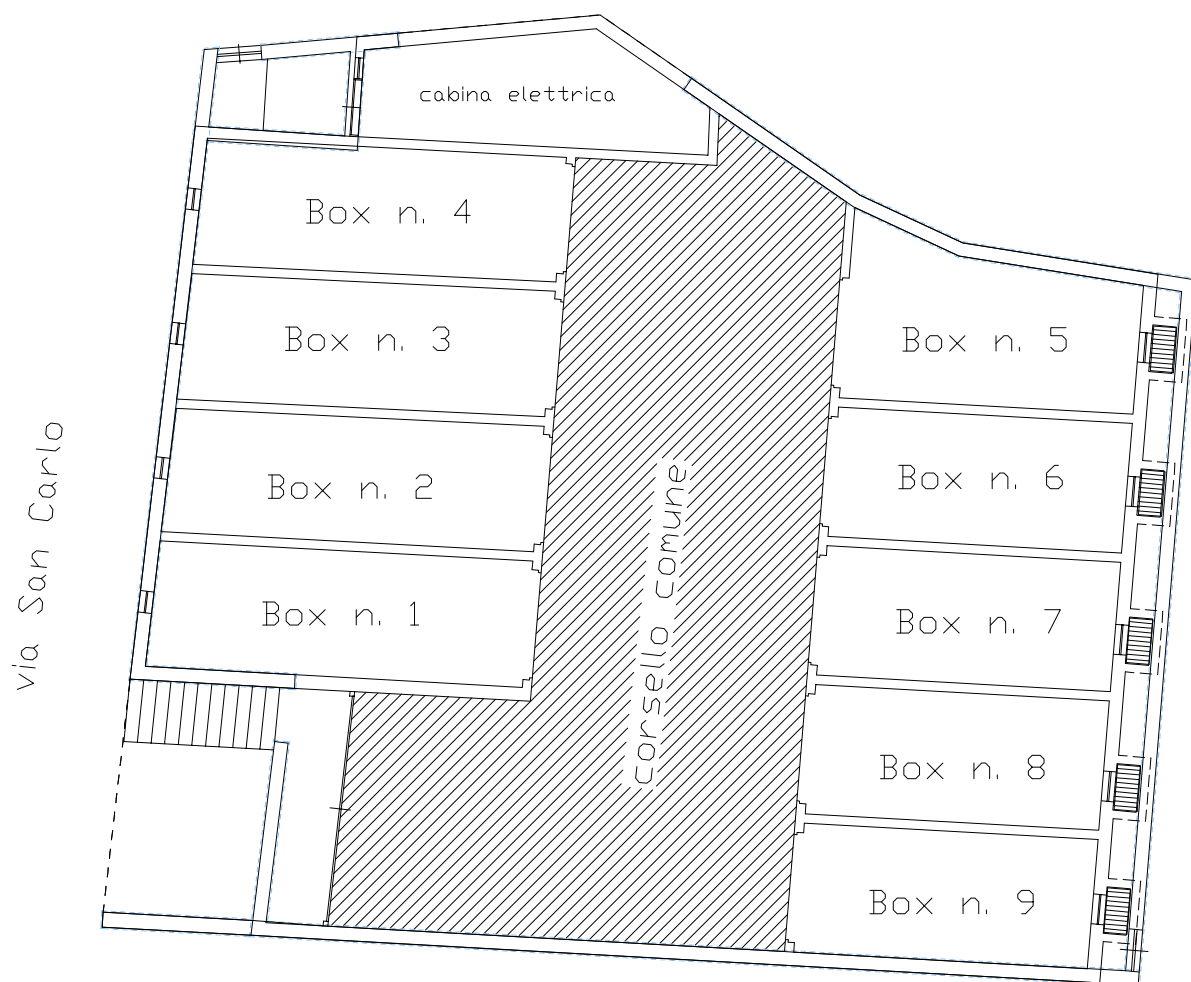 cabina elettrica
Box n. 4
Box n. 3
Box n. 5
Box n. 2
Box n. 6
Box n. 1
Box n. 7
Box n. 8
Box n. 9
via San Carlo
corsello comune